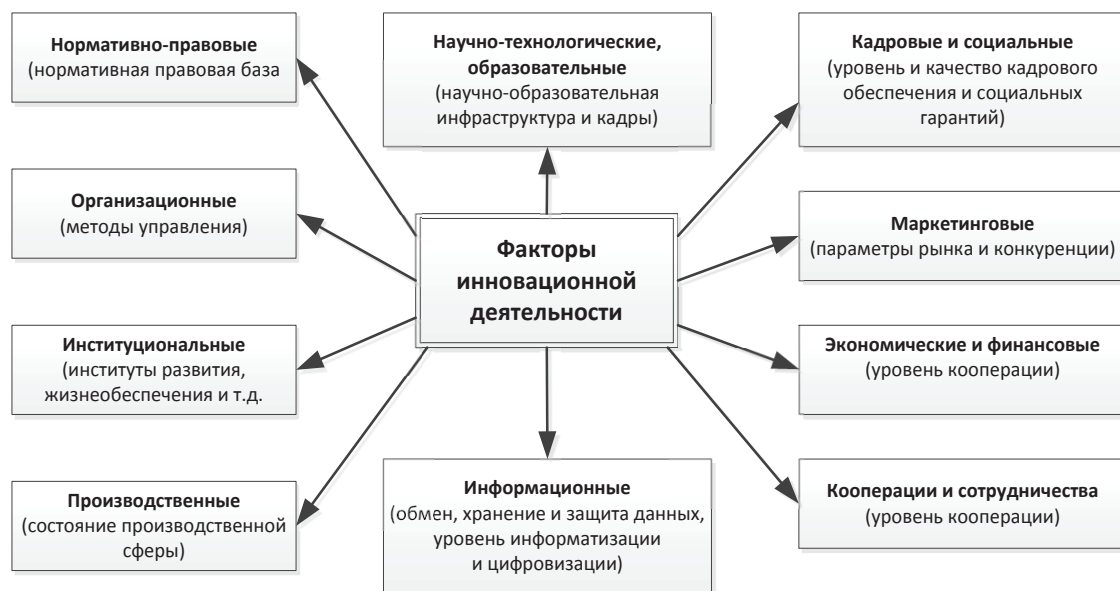 Нормативно-правовые
(нормативная правовая база
Научно-технологические,
образовательные
(научно-образовательная
инфраструктура и кадры)
Кадровые и социальные
(уровень и качество кадрового
обеспечения и социальных
гарантий)
Организационные
(методы управления)
Факторы
инновационной
деятельности
Маркетинговые
(параметры рынка и конкуренции)
Институциональные
(институты развития,
жизнеобеспечения и т.д.
Экономические и финансовые
(уровень кооперации)
Производственные
(состояние производственной
сферы)
Информационные
(обмен, хранение и защита данных,
уровень информатизации
и цифровизации)
Кооперации и сотрудничества
(уровень кооперации)